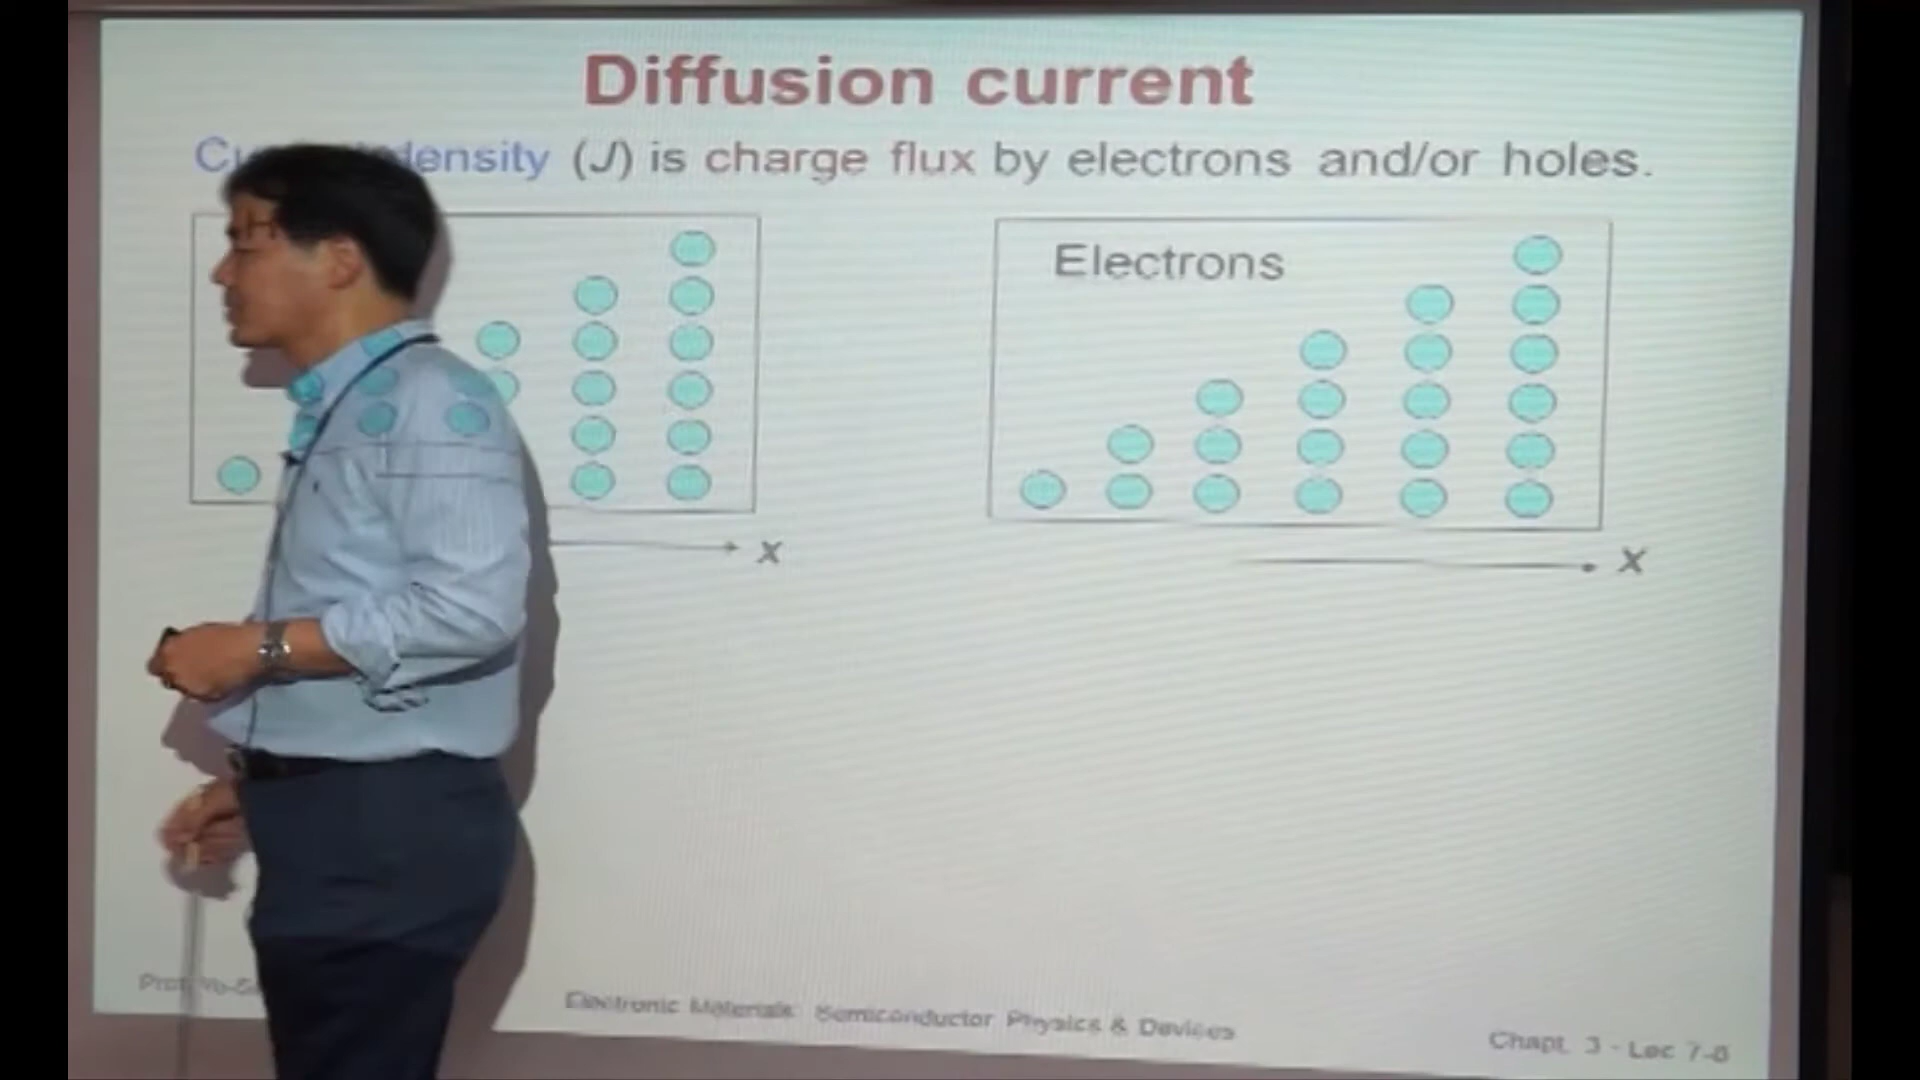 Diffusion current
density (J) is charge flux by electrons and/or holes.
Electrons
x
x
Electronic Materials: Semiconductor Physics & Devices
Chapt. 3 - Lec 7-8